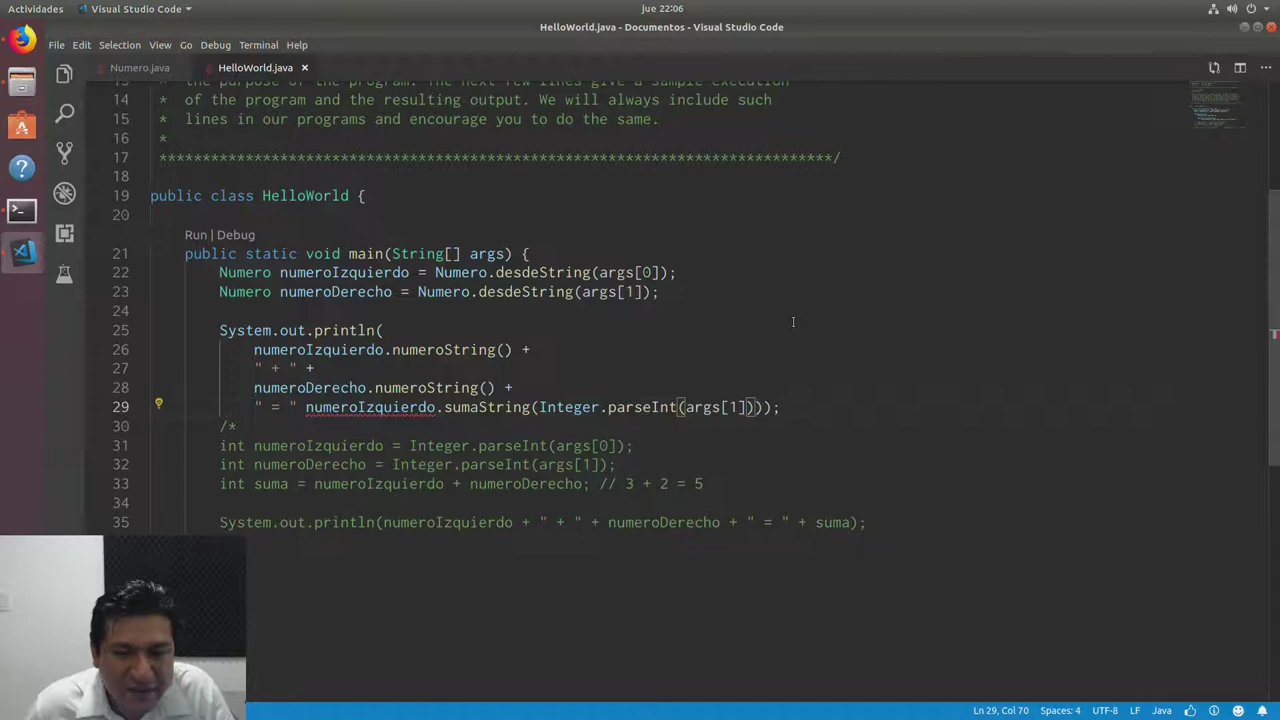 Actividades
Visual Studio Code
jue 22:06
HelloWorld.java - Documentos - Visual Studio Code
File Edit Selection View Go Debug Terminal Help
Numero.java
HelloWorld.java
14 * of the program and the resulting output. We will always include such
15 * lines in our programs and encourage you to do the same.
16 *
17 ******************************************************************************/
18
19 public class HelloWorld {
20
Run | Debug
21 public static void main(String[] args) {
22 Numero numeroIzquierdo = Numero.desdeString(args[0]);
23 Numero numeroDerecho = Numero.desdeString(args[1]);
24
25 System.out.println(
26 numeroIzquierdo.numeroString() +
27 " + " +
28 numeroDerecho.numeroString() +
29 " = " numeroIzquierdo.sumaString(Integer.parseInt(args[1])));
30 /*
31 int numeroIzquierdo = Integer.parseInt(args[0]);
32 int numeroDerecho = Integer.parseInt(args[1]);
33 int suma = numeroIzquierdo + numeroDerecho; // 3 + 2 = 5
34
35 System.out.println(numeroIzquierdo + " + " + numeroDerecho + " = " + suma);
Ln 29, Col 70 Spaces: 4 UTF-8 LF Java